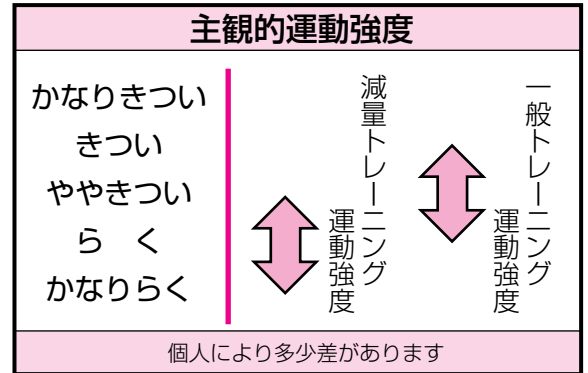 主観的運動強度
かなりきつい
きつい
ややきつい
らく
かなりらく
減量トレーニング
運動強度
一般トレーニング
運動強度
個人により多少差があります